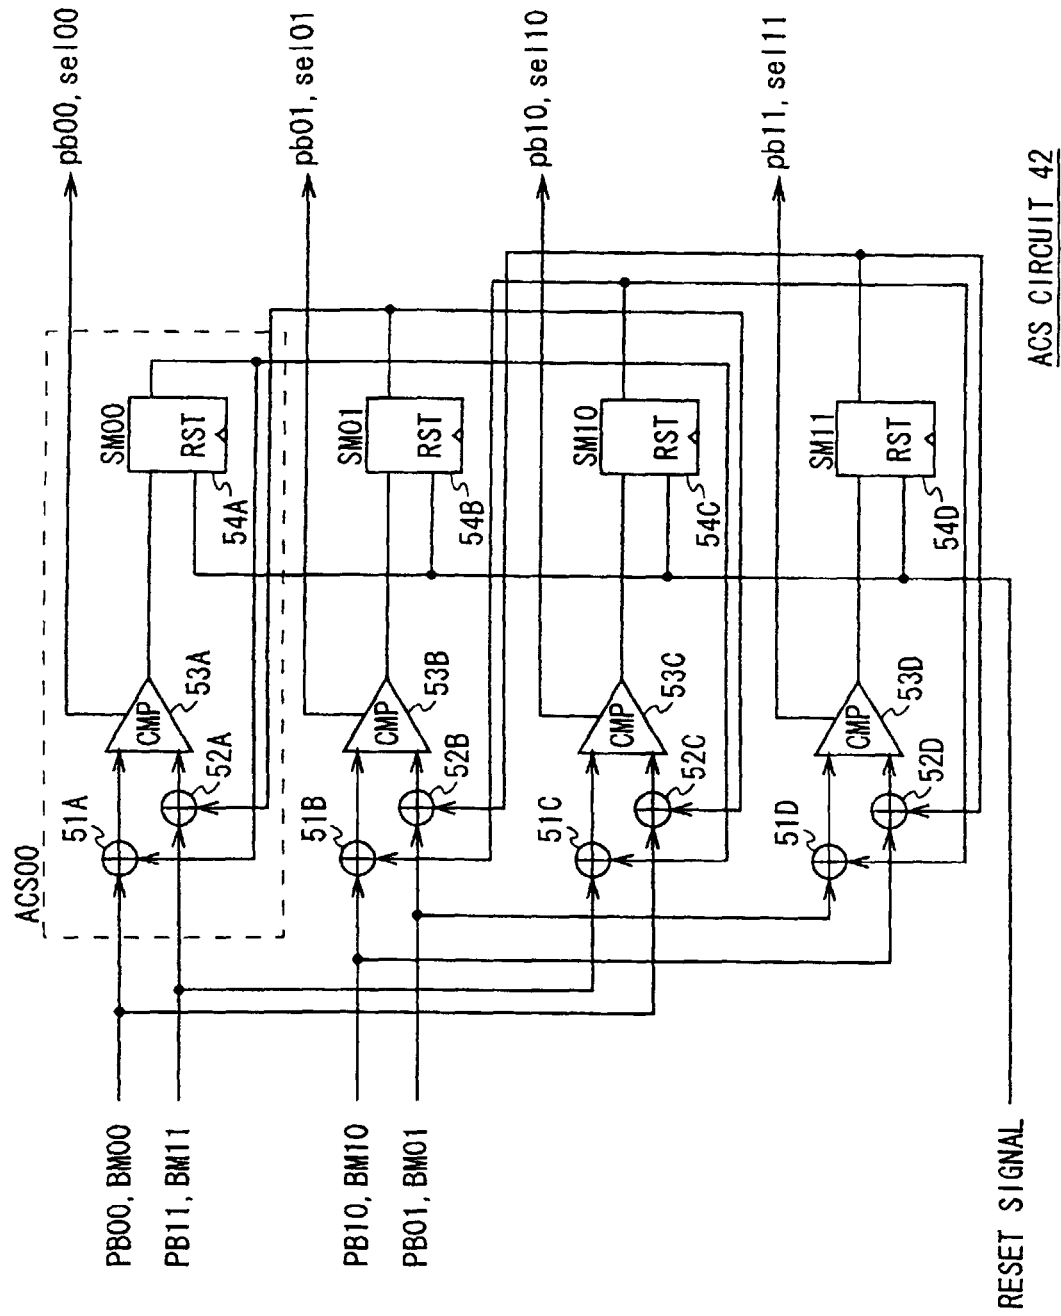 ACS00
PB00, BM00
PB11, BM11
51A
52A
CMP
53A
SM00
RST
54A
pb00, sel00
PB10, BM10
PB01, BM01
51B
52B
CMP
53B
SM01
RST
54B
pb01, sel01
51C
52C
CMP
53C
SM10
RST
54C
pb10, sel10
51D
52D
CMP
53D
SM11
RST
54D
pb11, sel11
RESET SIGNAL
ACS CIRCUIT 42